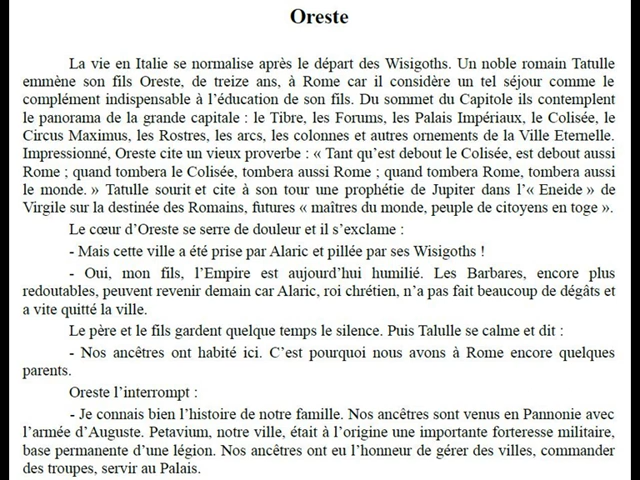 Oreste
La vie en Italie se normalise après le départ des Wisigoths. Un noble romain Tatulle
emmène son fils Oreste, de treize ans, à Rome car il considère un tel séjour comme le
complément indispensable à l'éducation de son fils. Du sommet du Capitole ils contemplent
le panorama de la grande capitale : le Tibre, les Forums, les Palais Impériaux, le Colisée, le
Circus Maximus, les Rostres, les arcs, les colonnes et autres ornements de la Ville Eternelle.
Impressionné, Oreste cite un vieux proverbe : « Tant qu'est debout le Colisée, est debout aussi
Rome ; quand tombera le Colisée, tombera aussi Rome ; quand tombera Rome, tombera aussi
le monde. » Tatulle sourit et cite à son tour une prophétie de Jupiter dans l'« Eneide » de
Virgile sur la destinée des Romains, futures « maîtres du monde, peuple de citoyens en toge ».
Le cœur d'Oreste se serre de douleur et il s'exclame :
- Mais cette ville a été prise par Alaric et pillée par ses Wisigoths !
- Oui, mon fils, l'Empire est aujourd'hui humilié. Les Barbares, encore plus
redoutables, peuvent revenir demain car Alaric, roi chrétien, n'a pas fait beaucoup de dégâts et
a vite quitté la ville.
Le père et le fils gardent quelque temps le silence. Puis Talulle se calme et dit :
- Nos ancêtres ont habité ici. C'est pourquoi nous avons à Rome encore quelques
parents.
Oreste l'interrompt :
- Je connais bien l'histoire de notre famille. Nos ancêtres sont venus en Pannonie avec
l'armée d'Auguste. Petavium, notre ville, était à l'origine une importante forteresse militaire,
base permanente d'une légion. Nos ancêtres ont eu l'honneur de gérer des villes, commander
des troupes, servir au Palais.